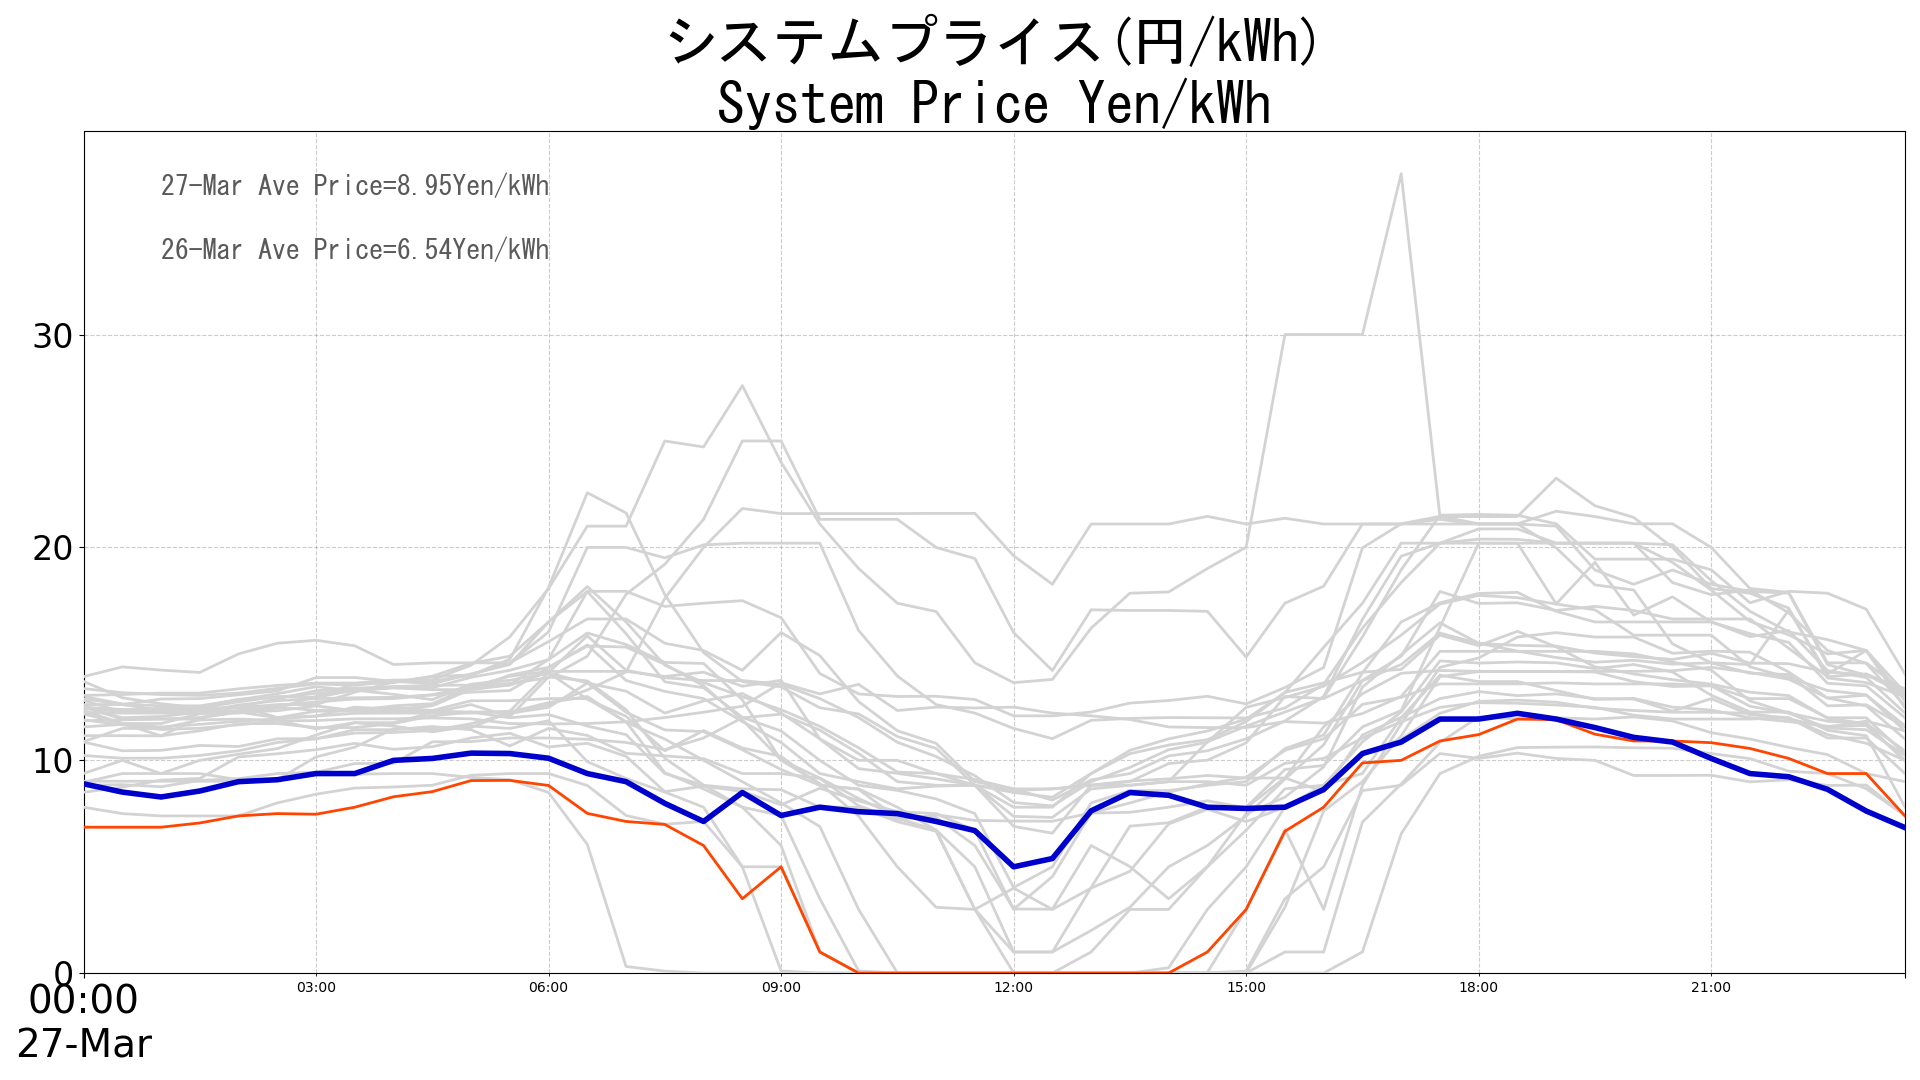 システムプライス(円/kWh)
System Price Yen/kWh
27-Mar Ave Price=8.95Yen/kWh
26-Mar Ave Price=6.54Yen/kWh
30
20
10
0
00:00 03:00 06:00 09:00 12:00 15:00 18:00 21:00
27-Mar